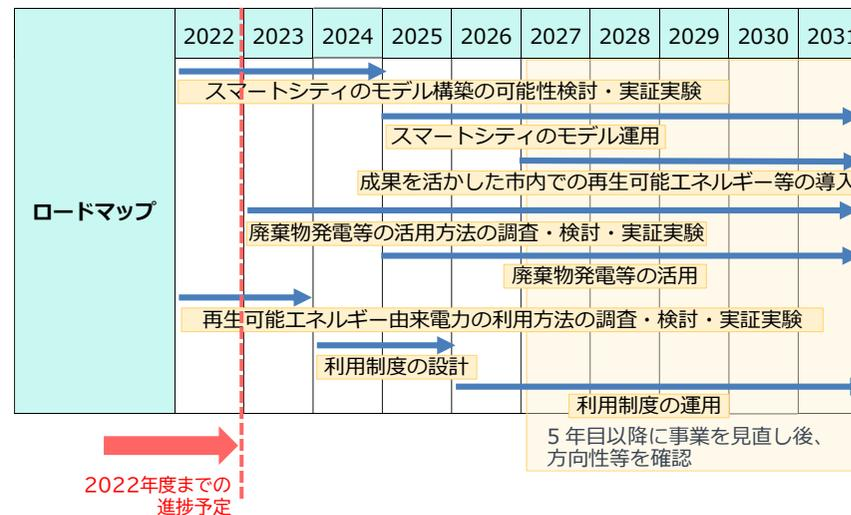 2022 2023 2024 2025 2026 2027 2028 2029 2030 2031
スマートシティのモデル構築の可能性検討・実証実験
スマートシティのモデル運用
成果を活かした市内での再生可能エネルギー等の導入
ロードマップ
廃棄物発電等の活用方法の調査・検討・実証実験
廃棄物発電等の活用
再生可能エネルギー由来電力の利用方法の調査・検討・実証実験
利用制度の設計
利用制度の運用
5年目以降に事業を見直し後、
方向性等を確認
2022年度までの
進捗予定